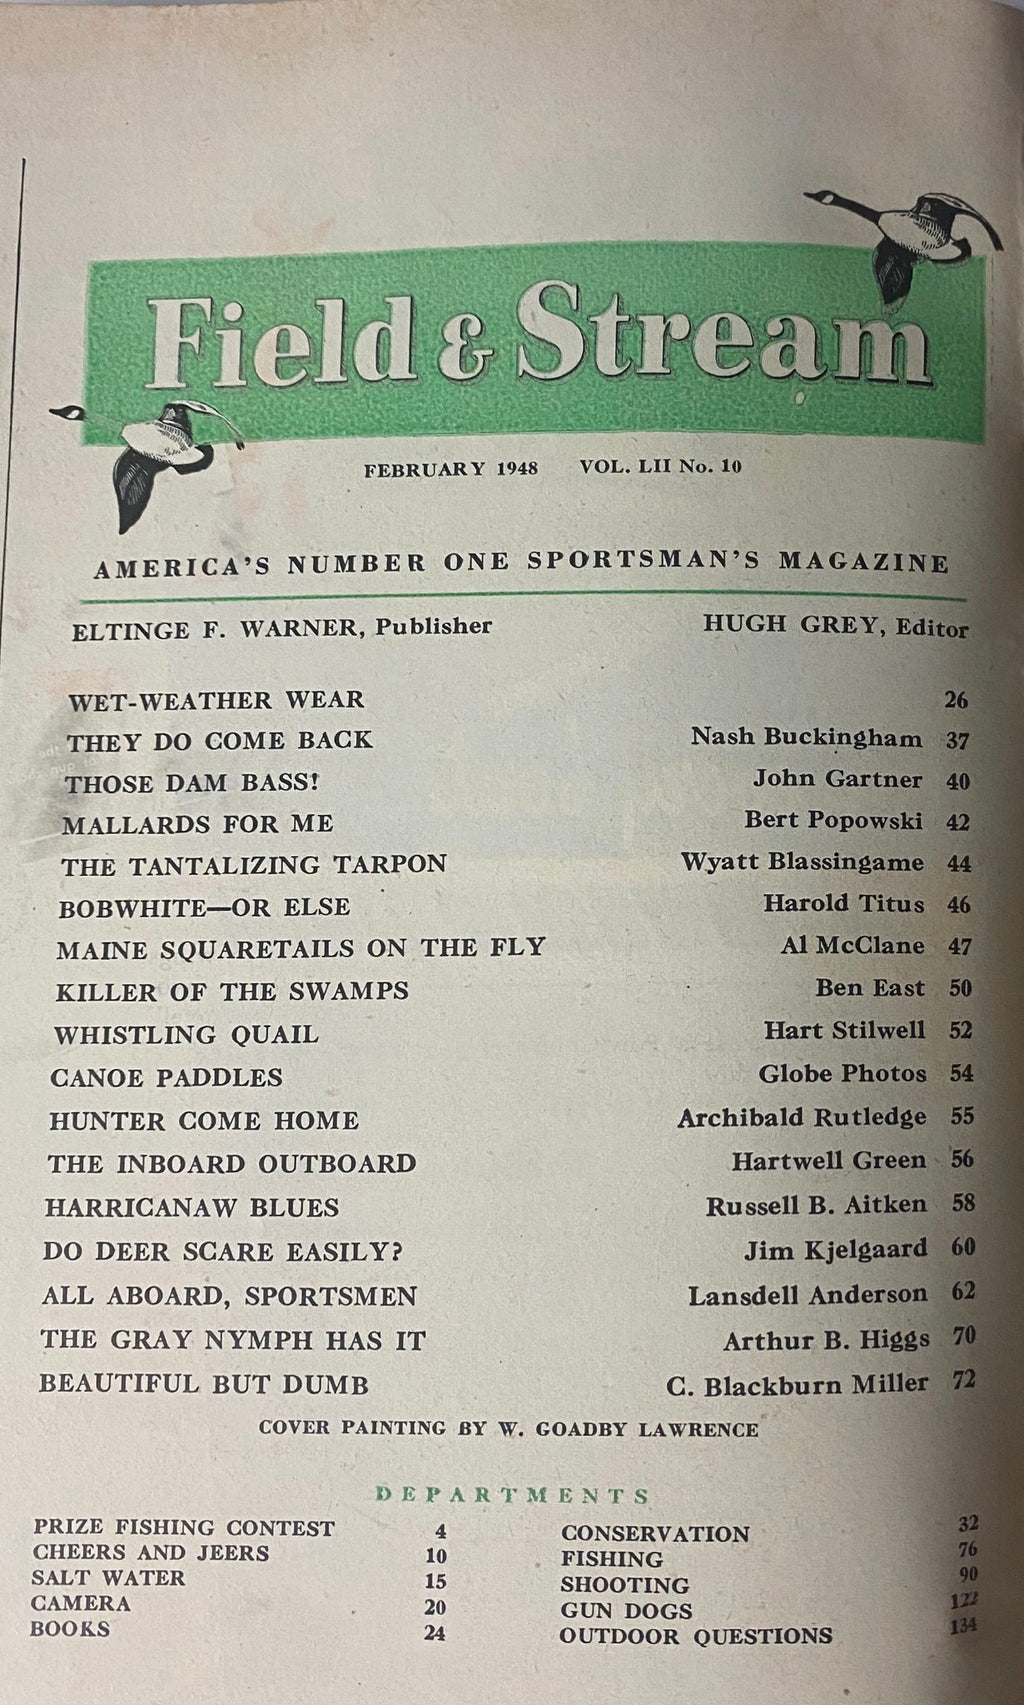 Field & Stream
FEBRUARY 1948 VOL. LII No. 10
AMERICA'S NUMBER ONE SPORTSMAN'S MAGAZINE
ELTINGE F. WARNER, Publisher HUGH GREY, Editor
WET-WEATHER WEAR 26
THEY DO COME BACK Nash Buckingham 37
THOSE DAM BASS! John Gartner 40
MALLARDS FOR ME Bert Popowski 42
THE TANTALIZING TARPON Wyatt Blassingame 44
BOBWHITE—OR ELSE Harold Titus 46
MAINE SQUARETAILS ON THE FLY Al McClane 47
KILLER OF THE SWAMPS Ben East 50
WHISTLING QUAIL Hart Stilwell 52
CANOE PADDLES Globe Photos 54
HUNTER COME HOME Archibald Rutledge 55
THE INBOARD OUTBOARD Hartwell Green 56
HARRICANAW BLUES Russell B. Aitken 58
DO DEER SCARE EASILY? Jim Kjelgaard 60
ALL ABOARD, SPORTSMEN Lansdell Anderson 62
THE GRAY NYMPH HAS IT Arthur B. Higgs 70
BEAUTIFUL BUT DUMB C. Blackburn Miller 72
COVER PAINTING BY W. GOADBY LAWRENCE
DEPARTMENTS
PRIZE FISHING CONTEST 4
CHEERS AND JEERS 10
SALT WATER 15
CAMERA 20
BOOKS 24
CONSERVATION 32
FISHING 76
SHOOTING 90
GUN DOGS 122
OUTDOOR QUESTIONS 134